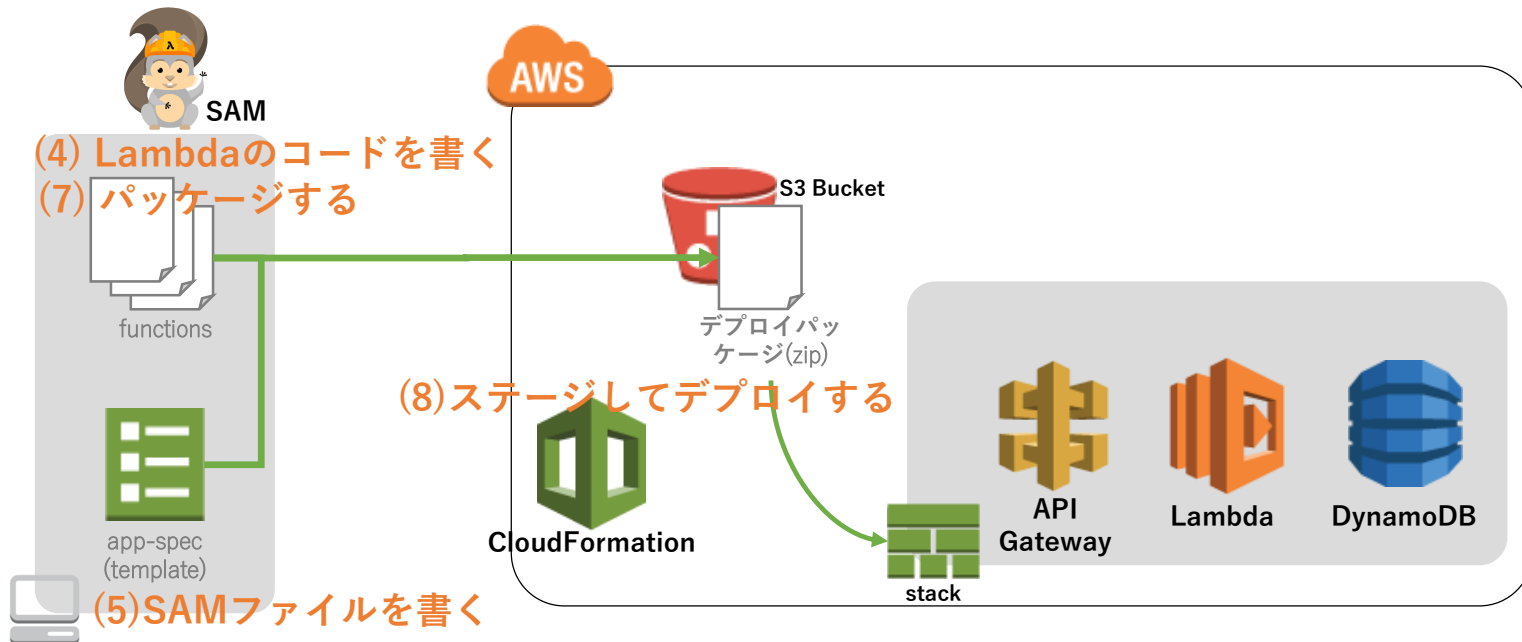 SAM
AWS
(4) Lambdaのコードを書く
(7) パッケージする
S3 Bucket
functions
デプロイパッ
ケージ(zip)
(8)ステージしてデプロイする
API
Gateway
Lambda
DynamoDB
CloudFormation
app-spec
(template)
stack
(5)SAMファイルを書く